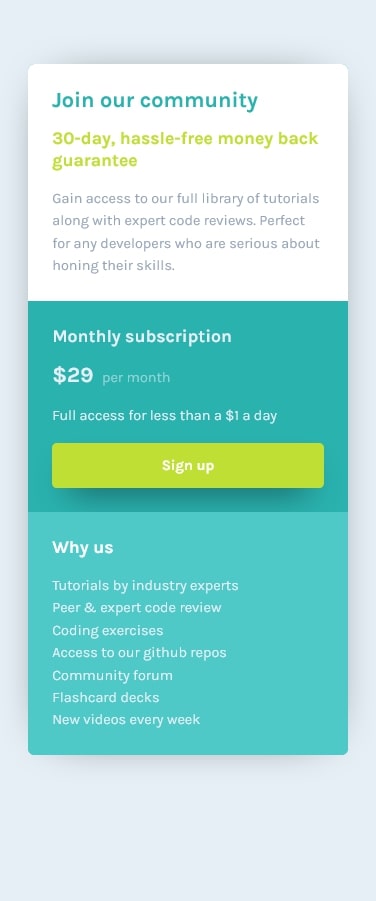 Join our community
30-day, hassle-free money back
guarantee
Gain access to our full library of tutorials
along with expert code reviews. Perfect
for any developers who are serious about
honing their skills.
Monthly subscription
$29 per month
Full access for less than a $1 a day
Sign up
Why us
Tutorials by industry experts
Peer & expert code review
Coding exercises
Access to our github repos
Community forum
Flashcard decks
New videos every week